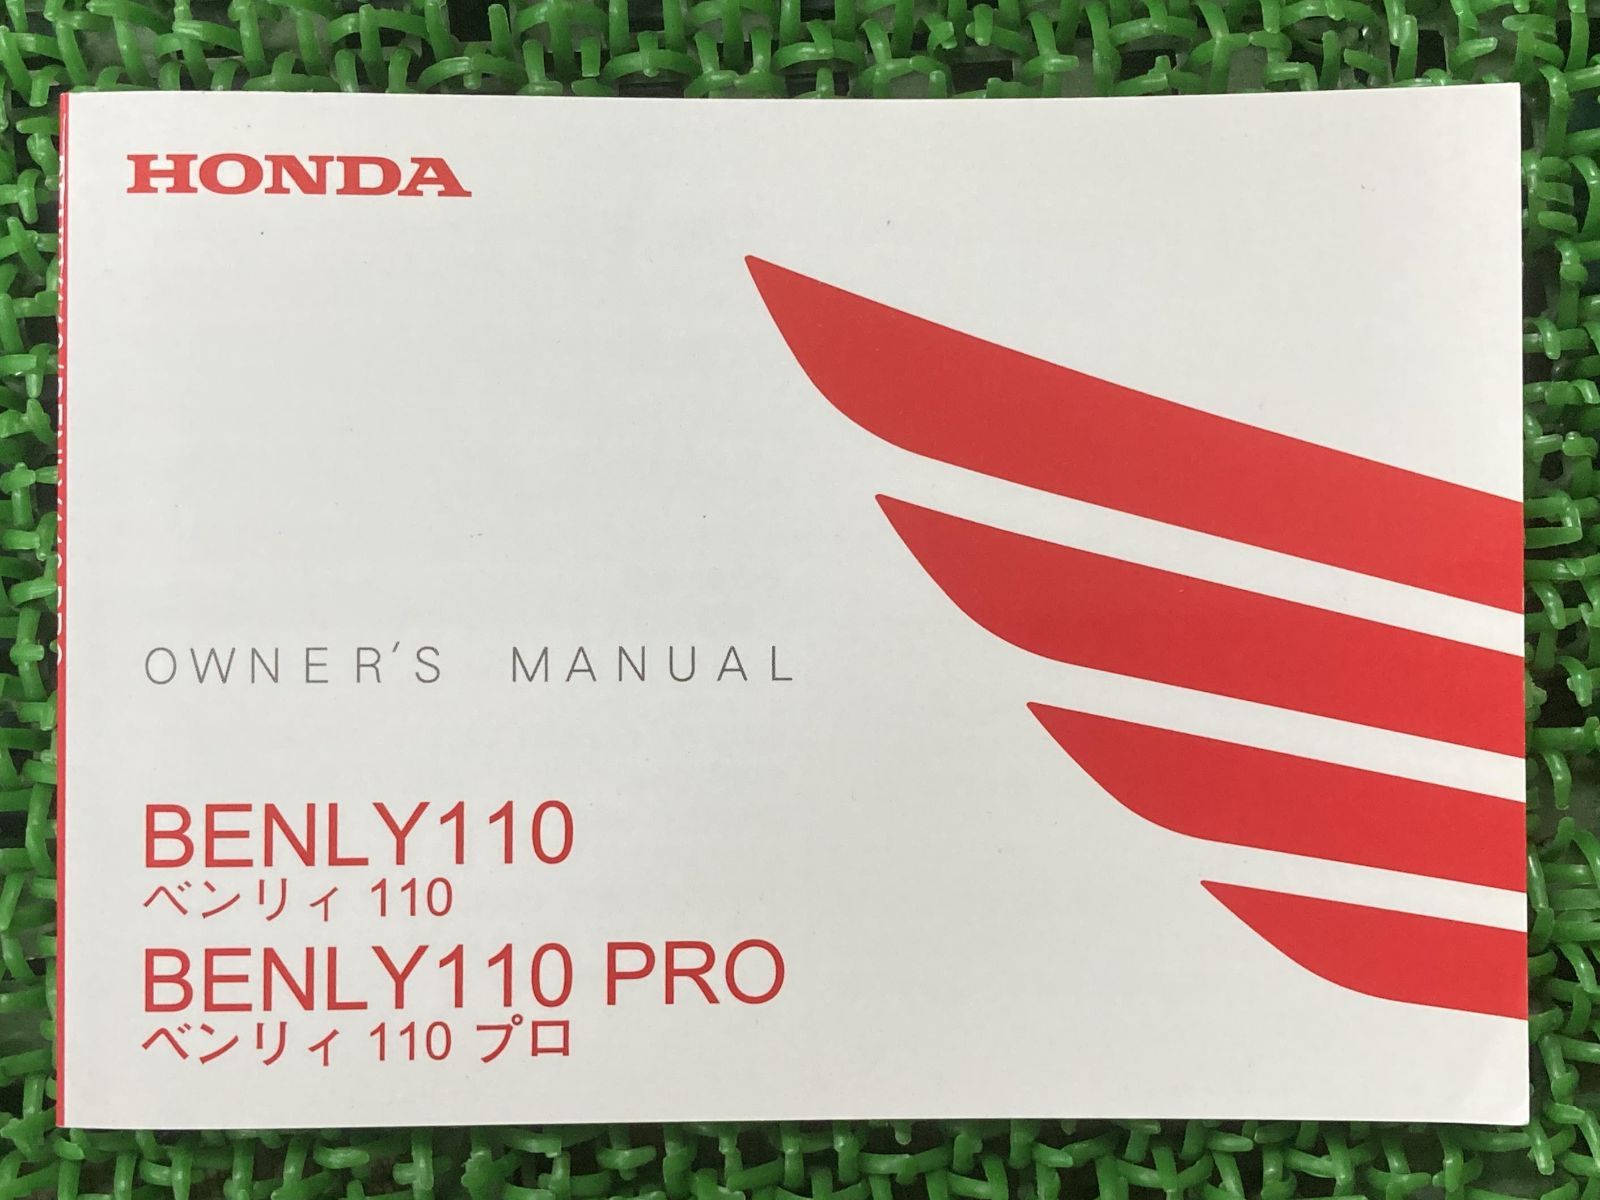 HONDA
OWNER'S MANUAL
BENLY110
ベンリィ 110
BENLY110 PRO
ベンリィ 110 プロ